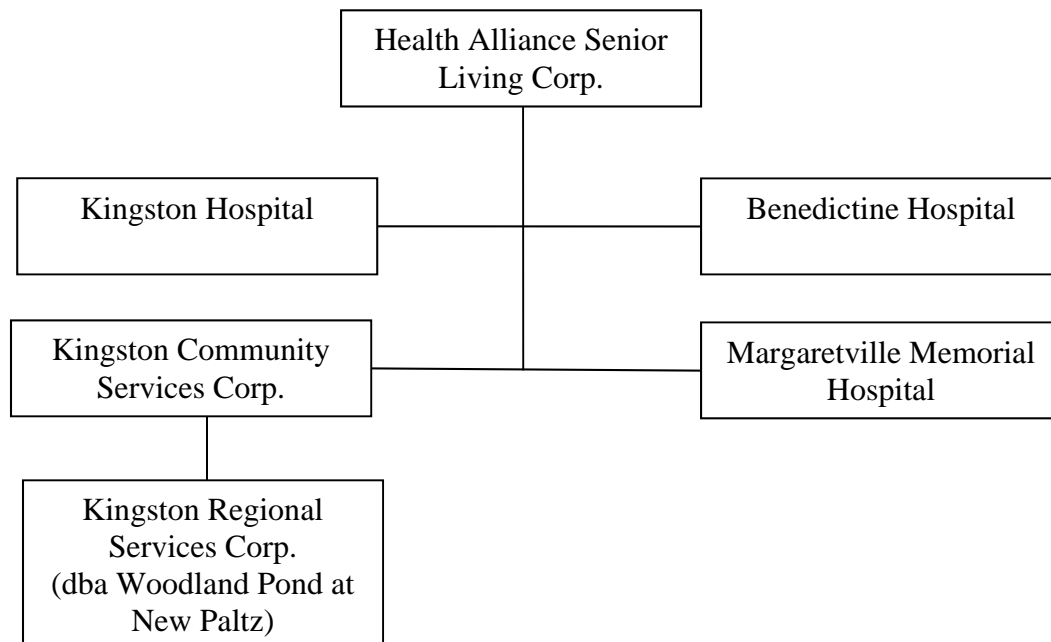 Health Alliance Senior
Living Corp.
Kingston Hospital
Benedictine Hospital
Kingston Community
Services Corp.
Margaretville Memorial
Hospital
Kingston Regional
Services Corp.
(dba Woodland Pond at
New Paltz)